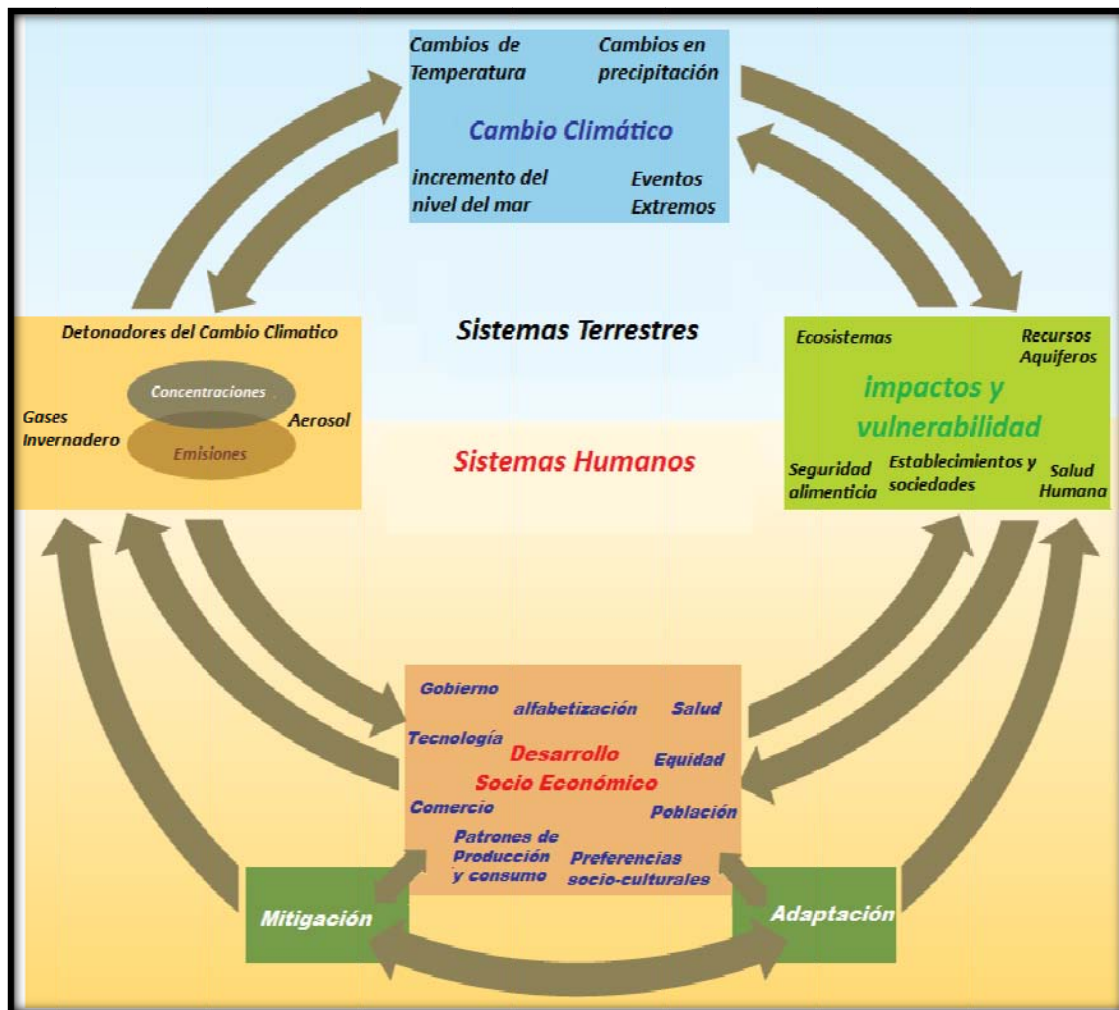 Cambios de
Temperatura
Cambios en
precipitación
Cambio Climático
incremento del
nivel del mar
Eventos
Extremos
Detonadores del Cambio Climatico
Concentraciones
Gases
Invernadero
Aerosol
Emisiones
Sistemas Terrestres
Sistemas Humanos
Ecosistemas
Recursos
Aquíferos
impactos y
vulnerabilidad
Seguridad
alimenticia
Establecimientos y
sociedades
Salud
Humana
Gobierno
alfabetización
Salud
Tecnología
Desarrollo
Socio Económico
Equidad
Comercio
Población
Patrones de
Producción
y consumo
Preferencias
socio-culturales
Mitigación
Adaptación